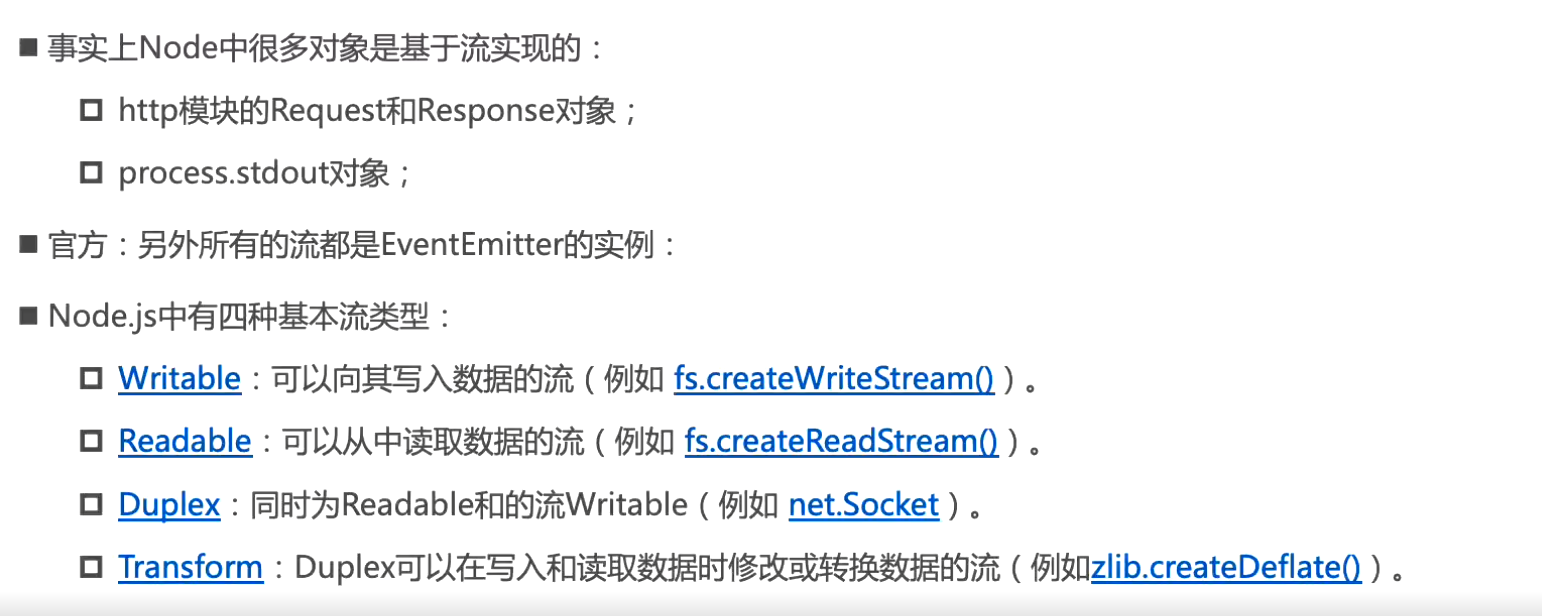 ■ 事实上Node中很多对象是基于流实现的：
□ http模块的Request和Response对象；
□ process.stdout对象；
■ 官方：另外所有的流都是EventEmitter的实例：
■ Node.js中有四种基本流类型：
□ Writable：可以向其写入数据的流（例如 fs.createWriteStream()）。
□ Readable：可以从中读取数据的流（例如 fs.createReadStream()）。
□ Duplex：同时为Readable和的流Writable（例如 net.Socket）。
□ Transform：Duplex可以在写入和读取数据时修改或转换数据的流（例如zlib.createDeflate()）。